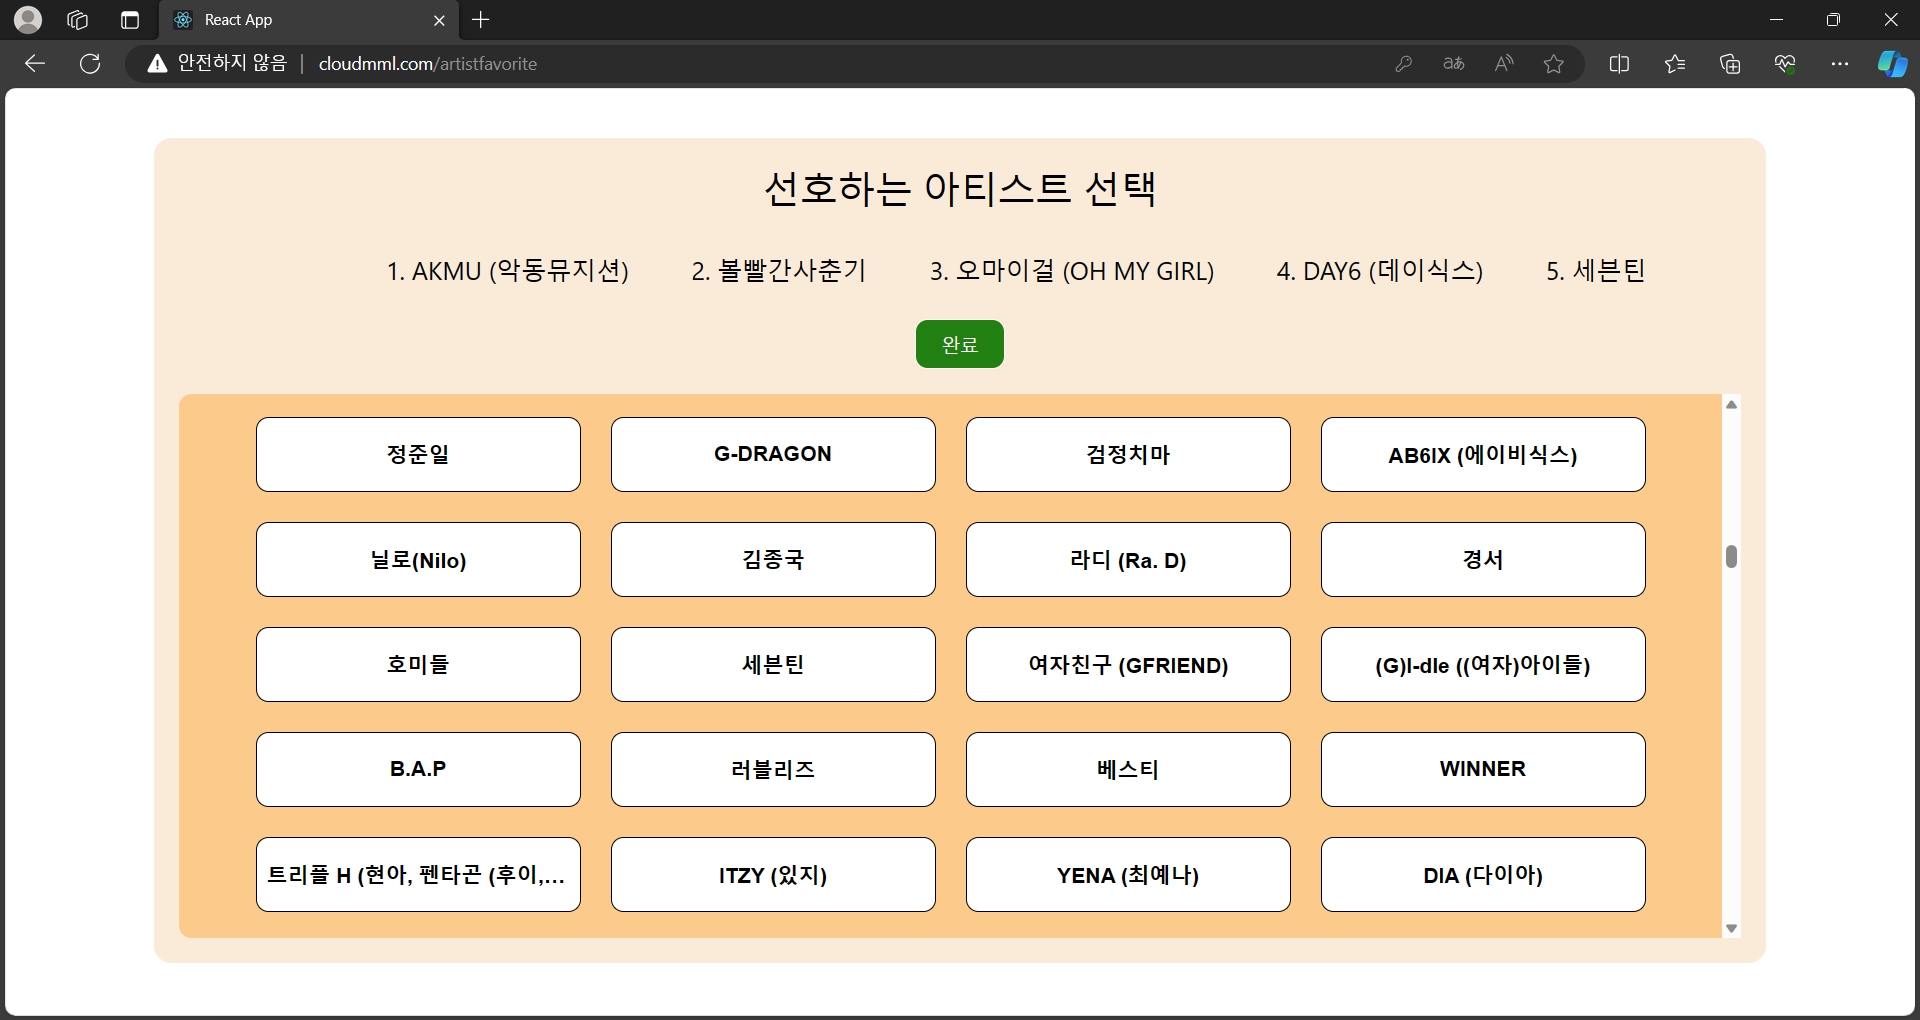 React App
안전하지 않음 | cloudmml.com/artistfavorite
선호하는 아티스트 선택
1. AKMU (악동뮤지션) 2. 볼빨간사춘기 3. 오마이걸 (OH MY GIRL) 4. DAY6 (데이식스) 5. 세븐틴
완료
정준일 G-DRAGON 검정치마 AB6IX (에이비식스)
닐로(Nilo) 김종국 라디 (Ra. D) 경서
호미들 세븐틴 여자친구 (GFRIEND) (G)I-dle ((여자)아이들)
B.A.P 러블리즈 베스티 WINNER
트리플 H (현아, 펜타곤 (후이,... ITZY (있지) YENA (최예나) DIA (다이아)